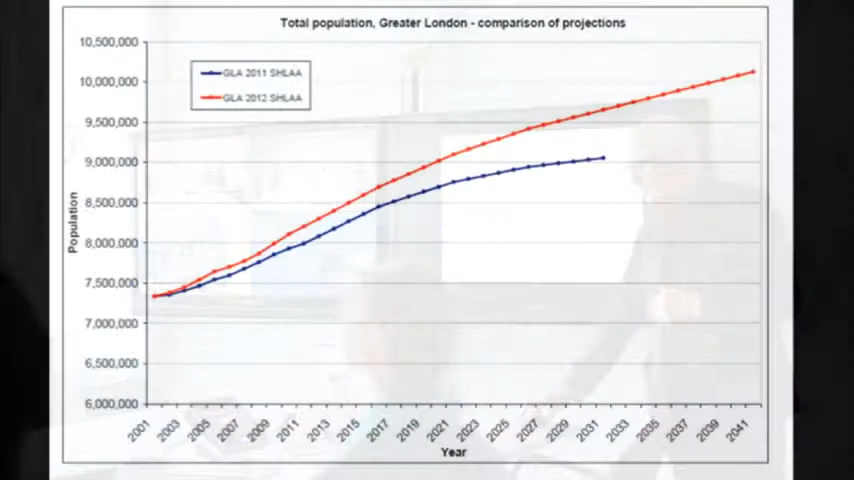 Total population, Greater London - comparison of projections
10,500,000
10,000,000
9,500,000
9,000,000
8,500,000
8,000,000
7,500,000
7,000,000
6,500,000
6,000,000
GLA 2011 SHLAA
GLA 2012 SHLAA
Population
2001 2003 2005 2007 2009 2011 2013 2015 2017 2019 2021 2023 2025 2027 2029 2031 2033 2035 2037 2039 2041
Year